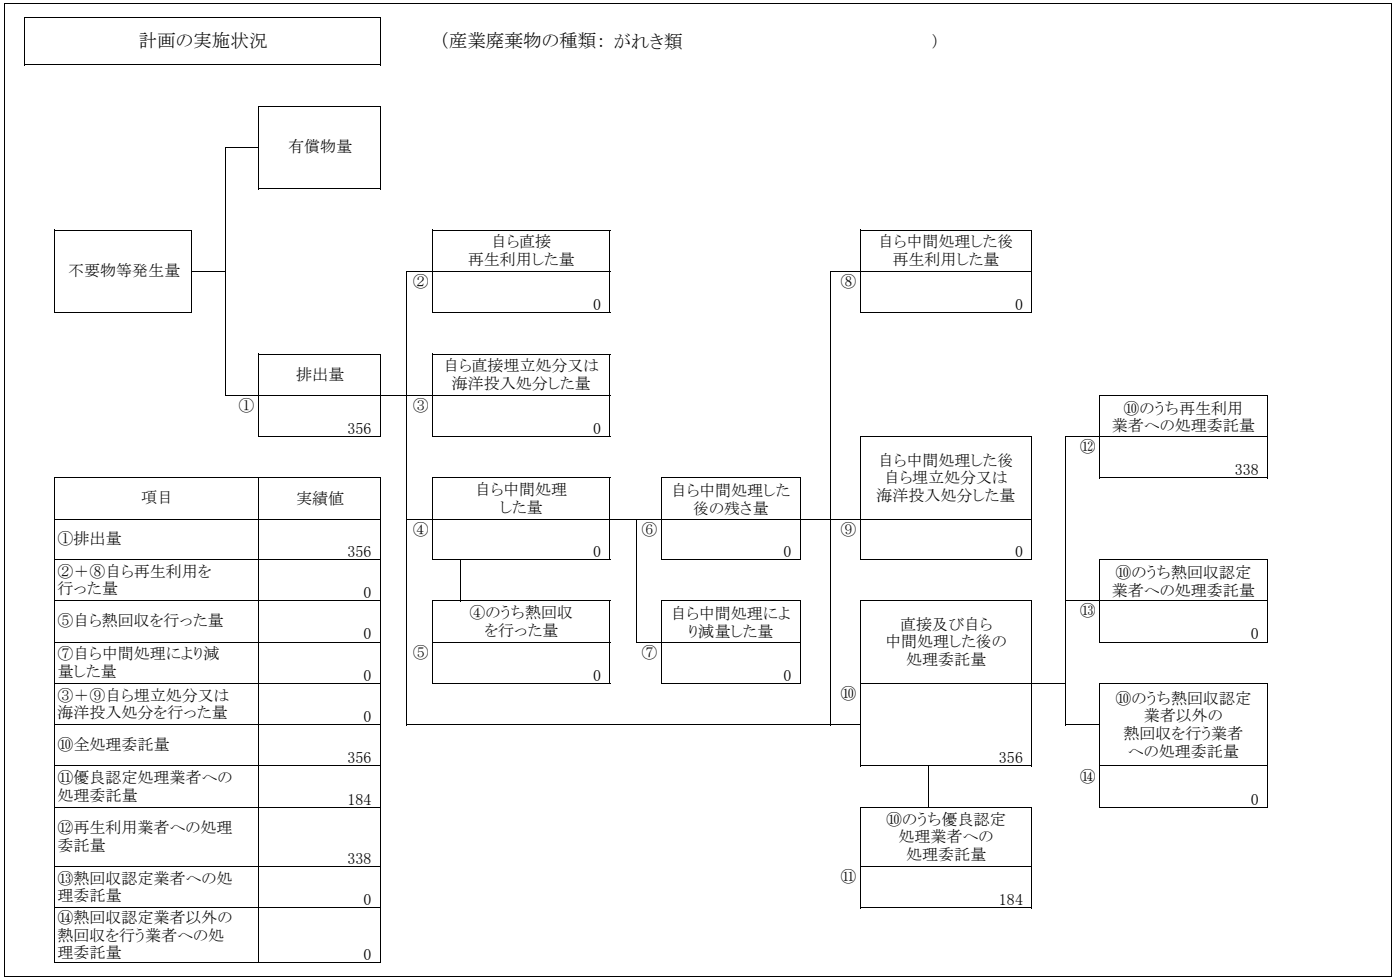 計画の実施状況
（産業廃棄物の種類：がれき類　）
有償物量
不要物等発生量
排出量
①
356
自ら直接
再生利用した量
②
0
自ら直接埋立処分又は
海洋投入処分した量
③
0
自ら中間処理
した量
④
0
④のうち熱回収
を行った量
⑤
0
自ら中間処理した
後の残さ量
⑥
0
自ら中間処理によ
り減量した量
⑦
0
自ら中間処理した後
再生利用した量
⑧
0
自ら中間処理した後
自ら埋立処分又は
海洋投入処分した量
⑨
0
直接及び自ら
中間処理した後の
処理委託量
⑩
356
⑩のうち優良認定
処理業者への
処理委託量
⑪
184
⑩のうち再生利用
業者への処理委託量
⑫
338
⑩のうち熱回収認定
業者への処理委託量
⑬
0
⑩のうち熱回収認定
業者以外の
熱回収を行う業者
への処理委託量
⑭
0
項目 実績値
①排出量
356
②＋⑧自ら再生利用を
行った量
0
⑤自ら熱回収を行った量
0
⑦自ら中間処理により減
量した量
0
③＋⑨自ら埋立処分又は
海洋投入処分を行った量
0
⑩全処理委託量
356
⑪優良認定処理業者への
処理委託量
184
⑫再生利用業者への処理
委託量
338
⑬熱回収認定業者への処
理委託量
0
⑭熱回収認定業者以外の
熱回収を行う業者への処
理委託量
0